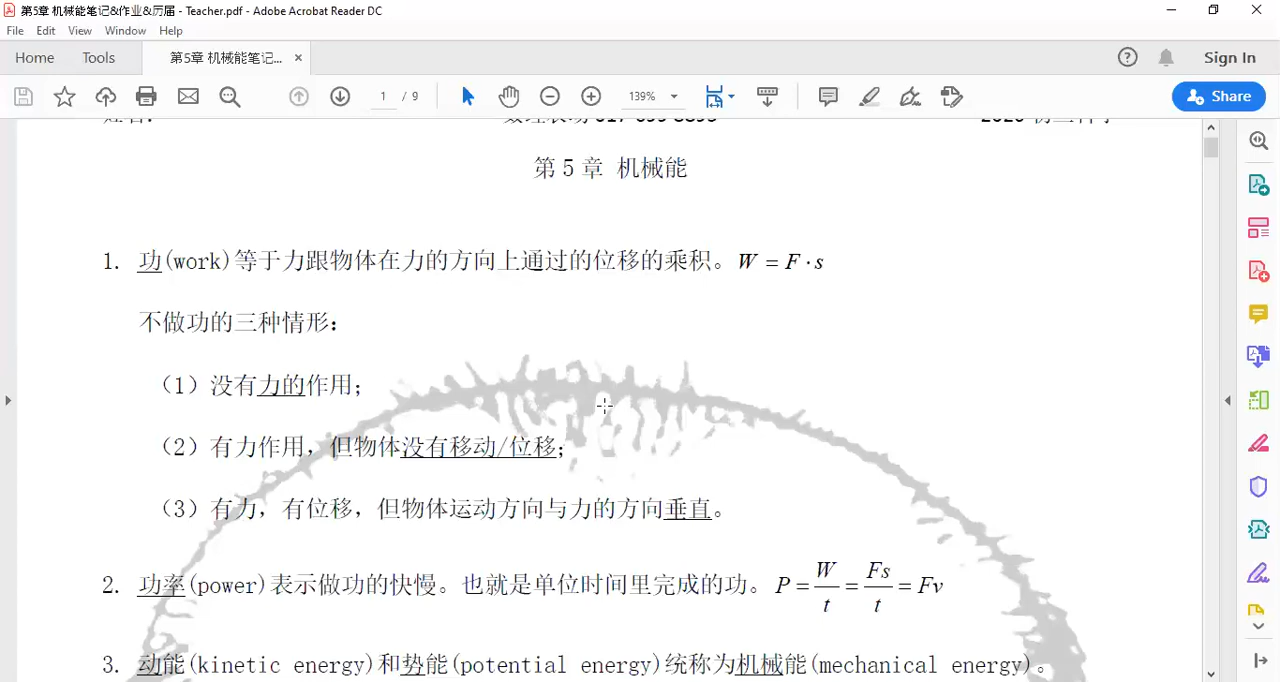 第5章 机械能笔记&作业&历届 - Teacher.pdf - Adobe Acrobat Reader DC
File Edit View Window Help
Home Tools 第5章 机械能笔记... × Sign In
1 / 9 139% Share
第 5 章 机械能
1. 功(work)等于力跟物体在力的方向上通过的位移的乘积。W = F · s
不做功的三种情形：
（1）没有力的作用；
（2）有力作用，但物体没有移动/位移；
（3）有力，有位移，但物体运动方向与力的方向垂直。
2. 功率(power)表示做功的快慢。也就是单位时间里完成的功。P = W/t = Fs/t = Fv
3. 动能(kinetic energy)和势能(potential energy)统称为机械能(mechanical energy)。